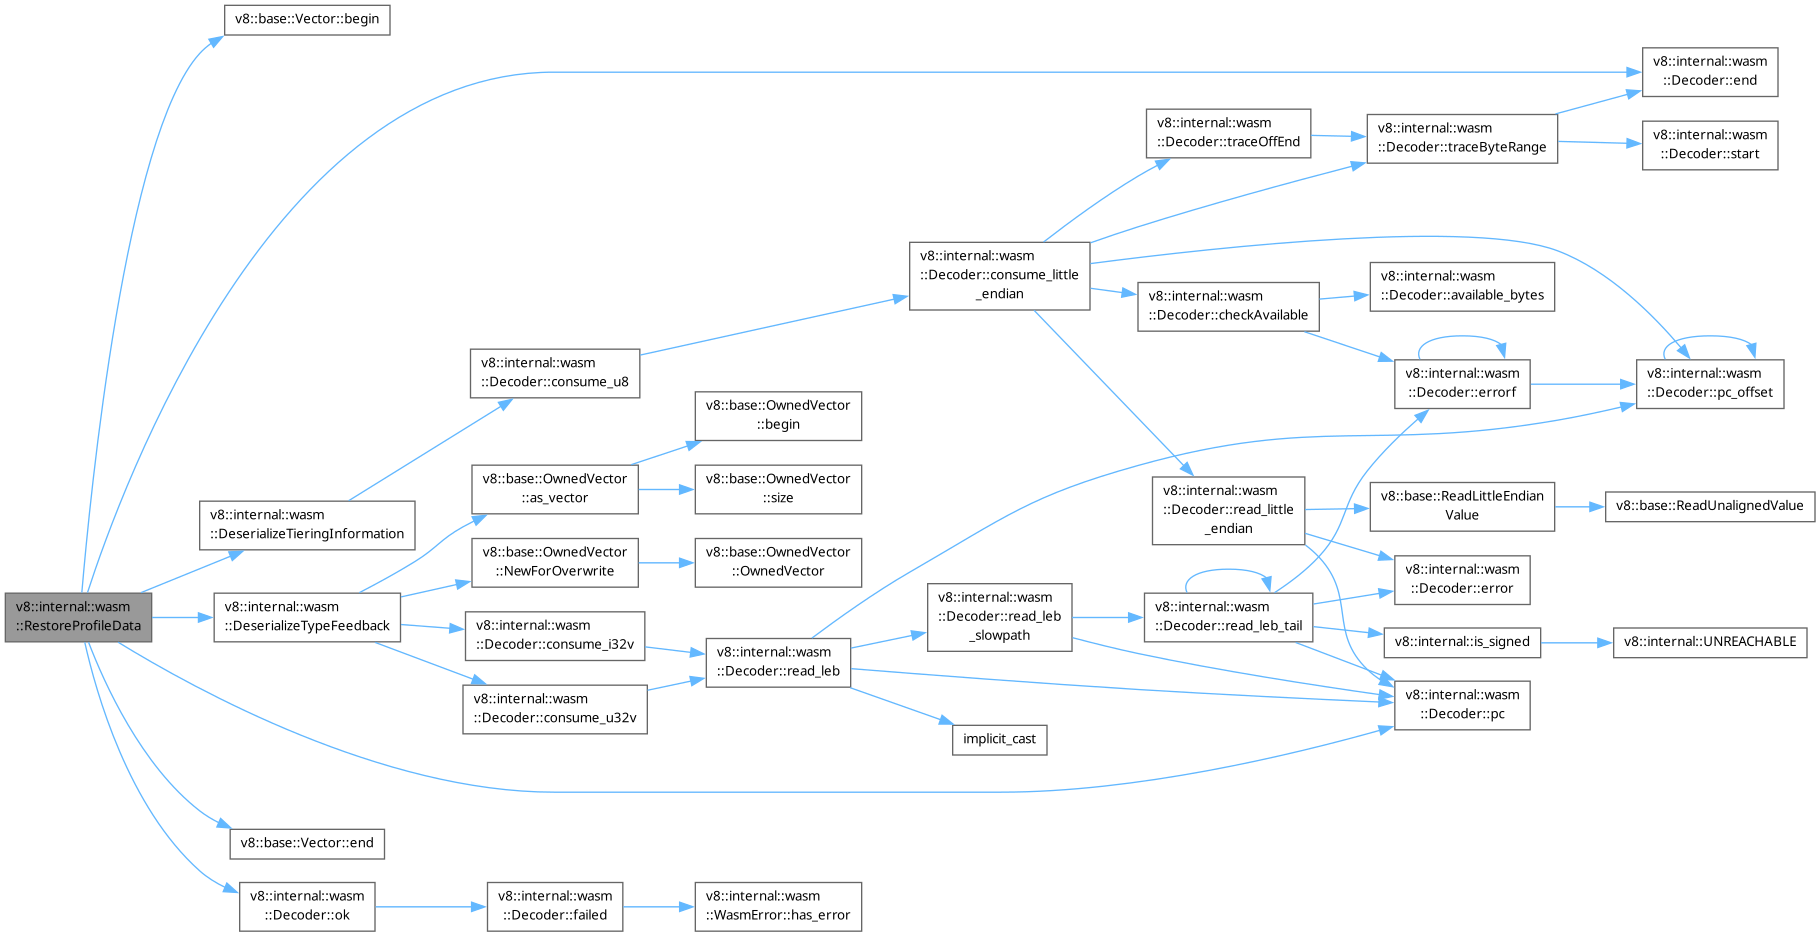 v8::internal::wasm
::RestoreProfileData
v8::base::Vector::begin
v8::internal::wasm
::DeserializeTieringInformation
v8::internal::wasm
::DeserializeTypeFeedback
v8::base::Vector::end
v8::internal::wasm
::Decoder::ok
v8::internal::wasm
::Decoder::consume_u8
v8::base::OwnedVector
::as_vector
v8::base::OwnedVector
::NewForOverwrite
v8::internal::wasm
::Decoder::consume_i32v
v8::internal::wasm
::Decoder::consume_u32v
v8::internal::wasm
::Decoder::failed
v8::base::OwnedVector
::begin
v8::base::OwnedVector
::size
v8::base::OwnedVector
::OwnedVector
v8::internal::wasm
::Decoder::read_leb
v8::internal::wasm
::WasmError::has_error
v8::internal::wasm
::Decoder::consume_little
_endian
v8::internal::wasm
::Decoder::read_leb
_slowpath
implicit_cast
v8::internal::wasm
::Decoder::traceOffEnd
v8::internal::wasm
::Decoder::checkAvailable
v8::internal::wasm
::Decoder::read_little
_endian
v8::internal::wasm
::Decoder::read_leb_tail
v8::internal::wasm
::Decoder::traceByteRange
v8::internal::wasm
::Decoder::available_bytes
v8::internal::wasm
::Decoder::errorf
v8::base::ReadLittleEndian
Value
v8::internal::wasm
::Decoder::error
v8::internal::is_signed
v8::internal::wasm
::Decoder::pc
v8::internal::wasm
::Decoder::end
v8::internal::wasm
::Decoder::start
v8::internal::wasm
::Decoder::pc_offset
v8::base::ReadUnalignedValue
v8::internal::UNREACHABLE